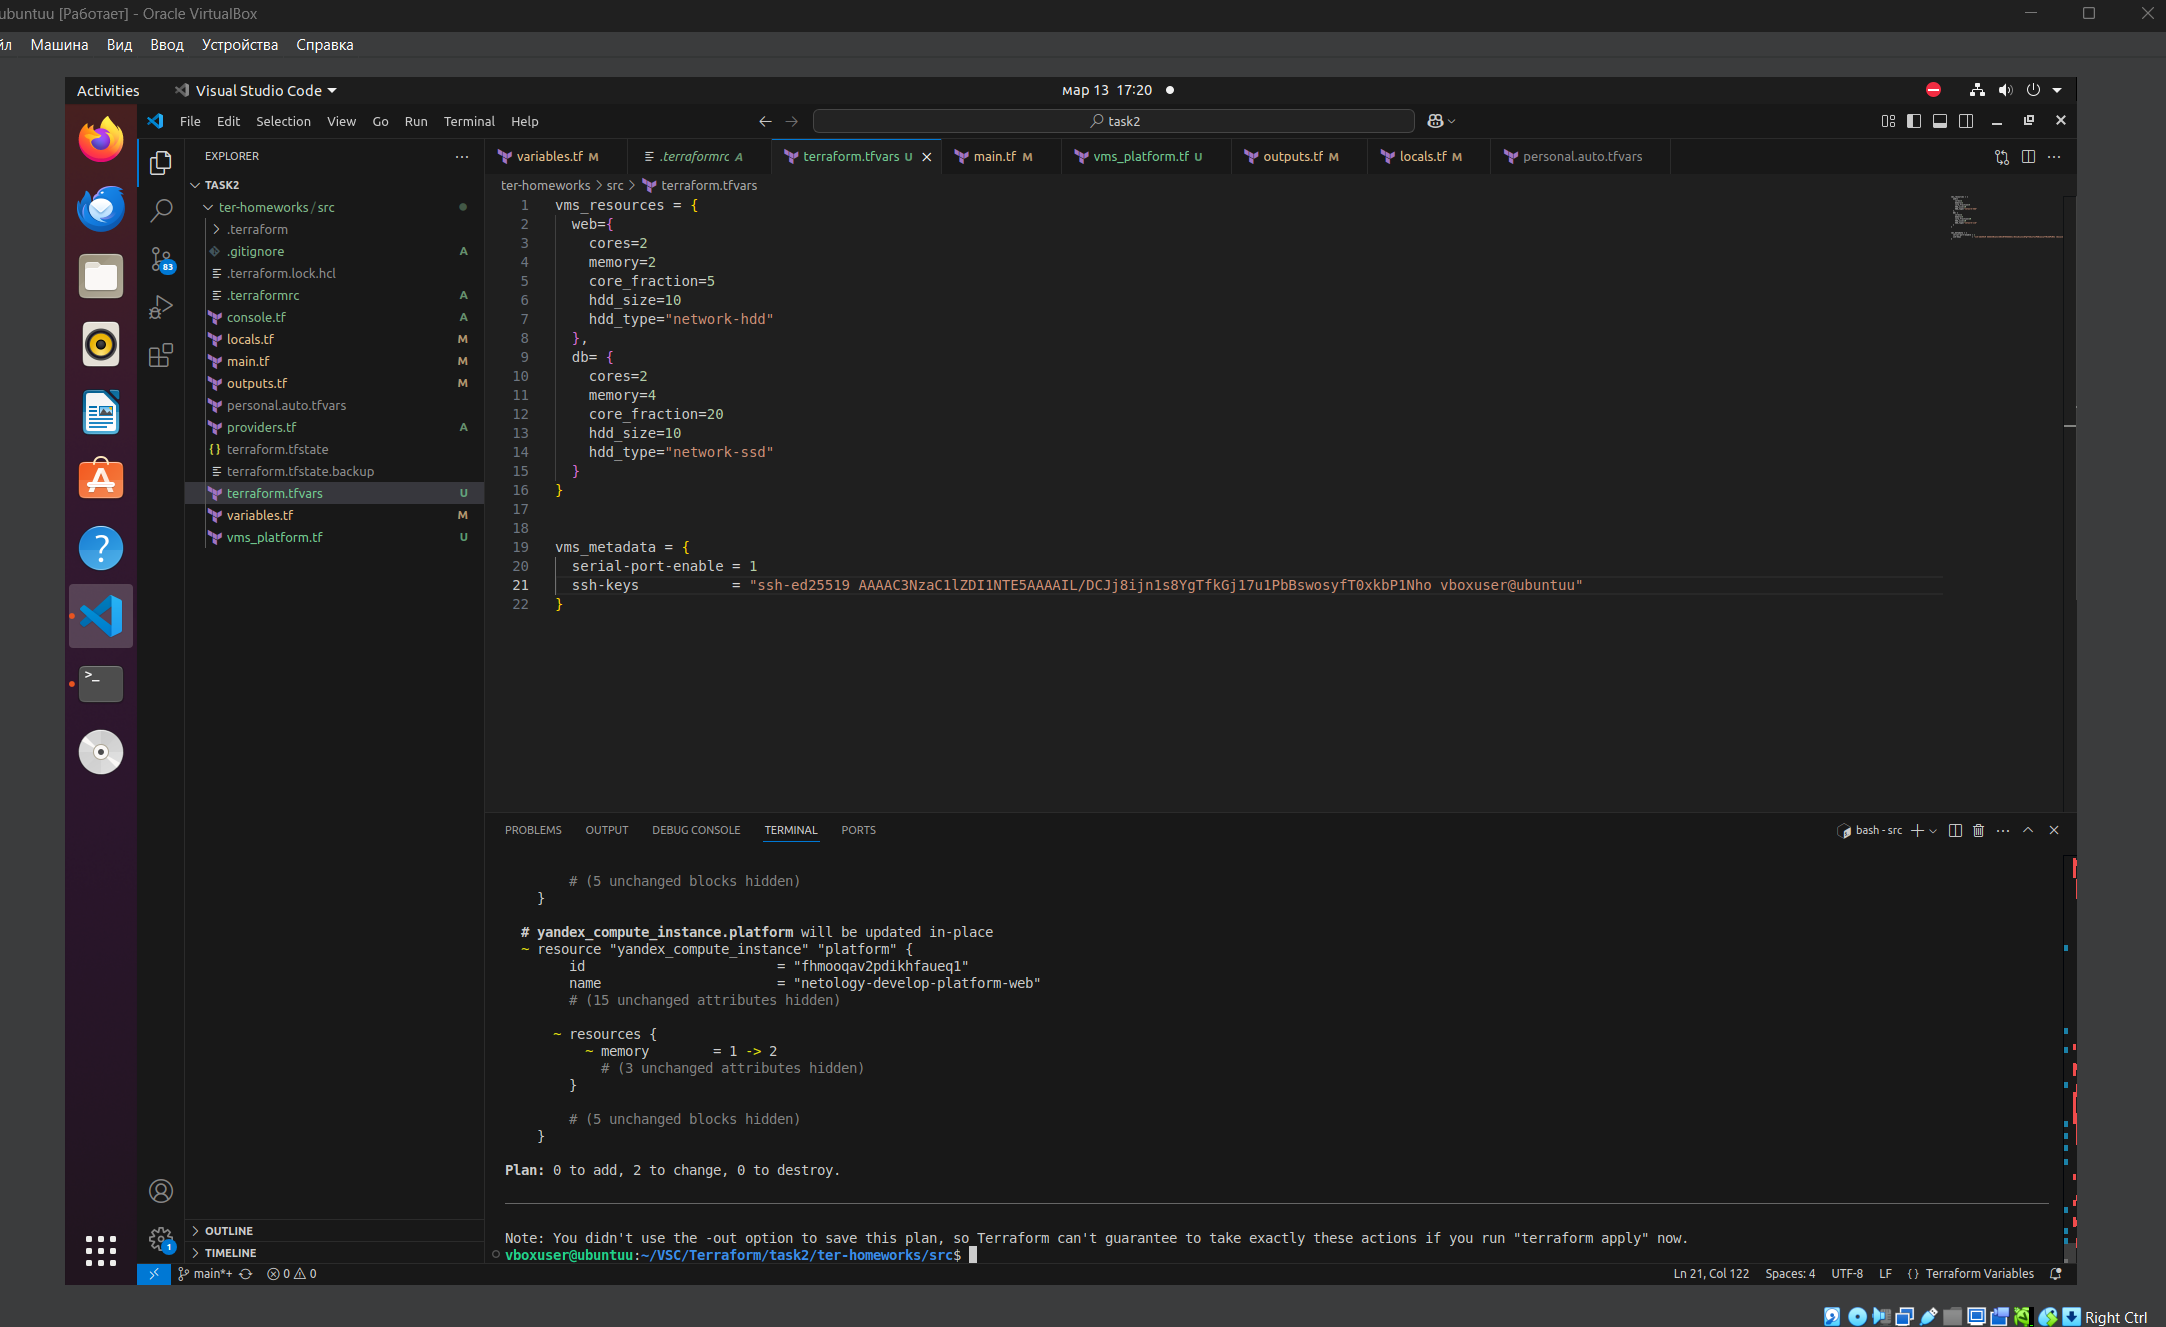 ubuntuu [Работает] - Oracle VirtualBox
йл Машина Вид Ввод Устройства Справка
Activities Visual Studio Code мар 13 17:20
File Edit Selection View Go Run Terminal Help
task2
EXPLORER
variables.tf M .terraformrc A terraform.tfvars U main.tf M vms_platform.tf U outputs.tf M locals.tf M personal.auto.tfvars
TASK2
ter-homeworks / src
.terraform
.gitignore A
.terraform.lock.hcl
.terraformrc A
console.tf A
locals.tf M
main.tf M
outputs.tf M
personal.auto.tfvars
providers.tf A
terraform.tfstate
terraform.tfstate.backup
terraform.tfvars U
variables.tf M
vms_platform.tf U
83
OUTLINE
TIMELINE
ter-homeworks > src > terraform.tfvars
1 vms_resources = {
2 web={
3 cores=2
4 memory=2
5 core_fraction=5
6 hdd_size=10
7 hdd_type="network-hdd"
8 },
9 db= {
10 cores=2
11 memory=4
12 core_fraction=20
13 hdd_size=10
14 hdd_type="network-ssd"
15 }
16 }
17
18
19 vms_metadata = {
20 serial-port-enable = 1
21 ssh-keys = "ssh-ed25519 AAAAC3NzaC1lZDI1NTE5AAAAIL/DCJj8ijn1s8YgTfkGj17u1PbBswosyfT0xkbP1Nho vboxuser@ubuntuu"
22 }
PROBLEMS OUTPUT DEBUG CONSOLE TERMINAL PORTS
bash - src
# (5 unchanged blocks hidden)
}
# yandex_compute_instance.platform will be updated in-place
~ resource "yandex_compute_instance" "platform" {
id = "fhmooqav2pdikhfaueq1"
name = "netology-develop-platform-web"
# (15 unchanged attributes hidden)
~ resources {
~ memory = 1 -> 2
# (3 unchanged attributes hidden)
}
# (5 unchanged blocks hidden)
}
Plan: 0 to add, 2 to change, 0 to destroy.
Note: You didn't use the -out option to save this plan, so Terraform can't guarantee to take exactly these actions if you run "terraform apply" now.
vboxuser@ubuntuu:~/VSC/Terraform/task2/ter-homeworks/src$
1
main*+ 0 0
Ln 21, Col 122 Spaces: 4 UTF-8 LF {} Terraform Variables
Right Ctrl